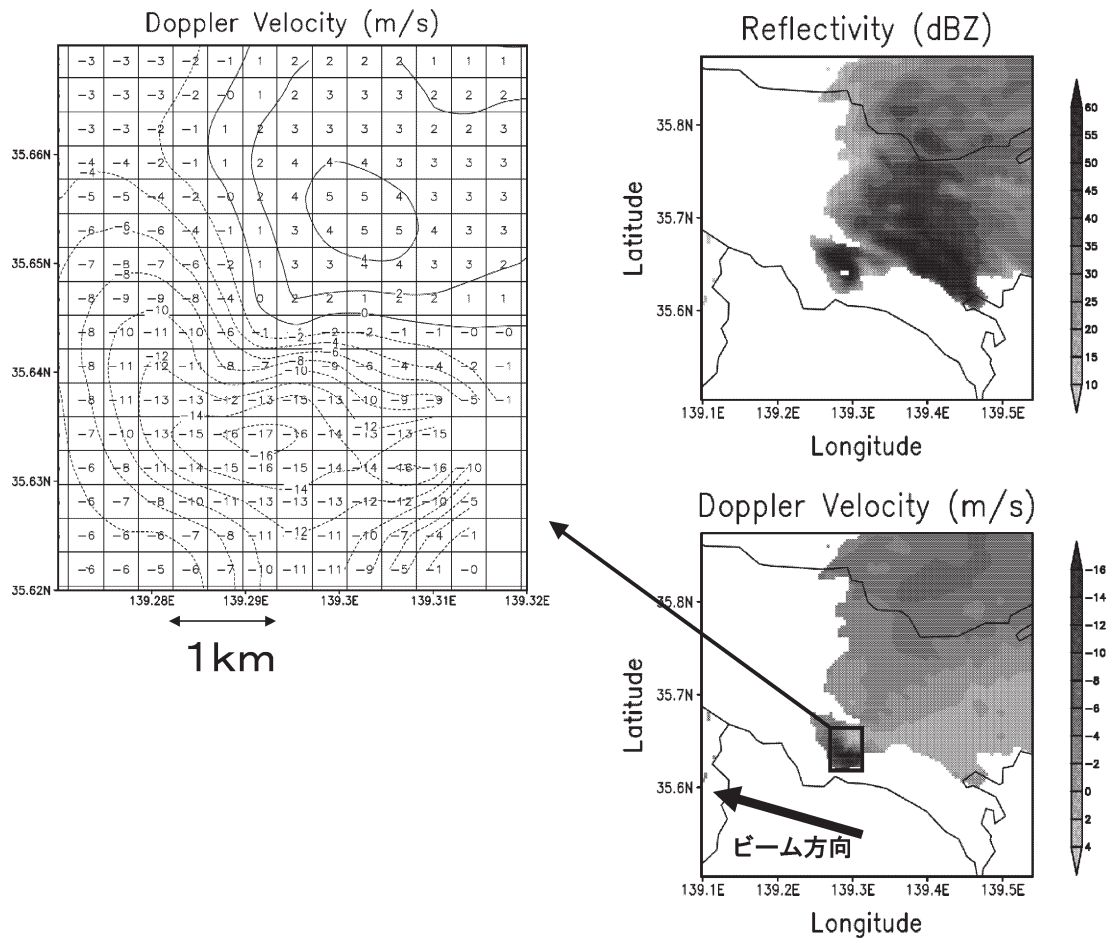 Doppler Velocity (m/s)
-3 -3 -3 -2 -1 1 2 2 2 2 1 1 1
-3 -3 -3 -2 -0 1 2 3 3 3 2 2 2
-3 -3 -2 -1 1 2 3 3 3 3 2 2 3
35.66N
-4 -4 -2 -1 1 2 4 4 4 3 3 3 3
-5 -5 -4 -2 -0 2 4 5 5 4 3 3 3
-5 -6 -5 -3 -1 1 3 4 5 5 4 3 3
35.65N
-7 -7 -8 -6 -2 1 3 3 4 4 3 3 3
-8 -9 -9 -8 -4 0 2 2 1 2 2 1 1
-8 -10 -11 -10 -6 -1 -1 -2 -2 -1 -1 -0 -0
35.64N
-8 -11 -12 -11 -8 -7 -9 -6 -4 -4 -2 -1
-8 -11 -13 -13 -12 -13 -15 -13 -10 -9 -9 -5 -1
-7 -10 -13 -15 -16 -17 -16 -14 -13 -13 -15
-6 -8 -11 -14 -15 -16 -15 -14 -14 -16 -16 -10
35.63N
-6 -7 -8 -10 -11 -13 -13 -13 -12 -12 -10 -5
-6 -5 -6 -8 -11 -11 -11 -10 -7 -4 -1
-6 -6 -5 -6 -7 -10 -11 -11 -9 -5 -1 -0
35.62N
139.28E 139.29E 139.3E 139.31E 139.32E
1km
Reflectivity (dBZ)
Latitude
35.8N
35.7N
35.6N
139.1E 139.2E 139.3E 139.4E 139.5E
Longitude
60
55
50
45
40
35
30
25
20
15
10
Doppler Velocity (m/s)
Latitude
35.8N
35.7N
35.6N
ビーム方向
139.1E 139.2E 139.3E 139.4E 139.5E
Longitude
-16
-14
-12
-10
-8
-6
-4
-2
0
2
4